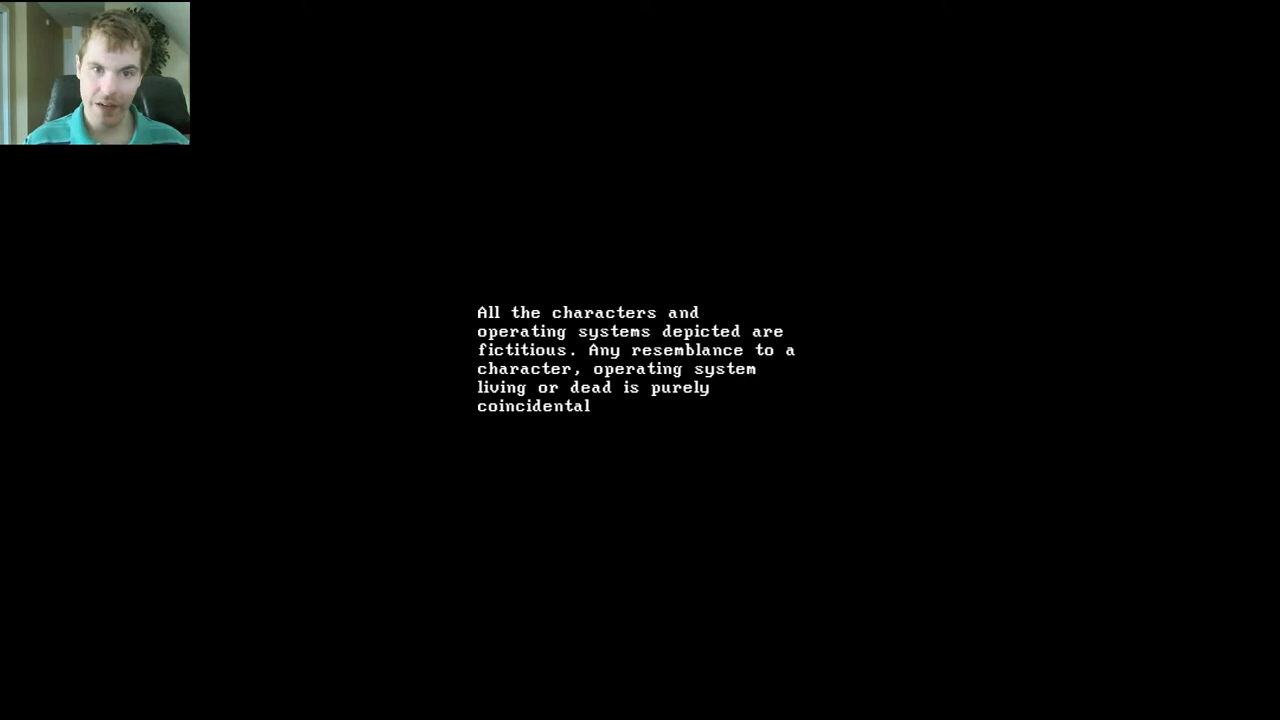 All the characters and
operating systems depicted are
fictitious. Any resemblance to a
character, operating system
living or dead is purely
coincidental